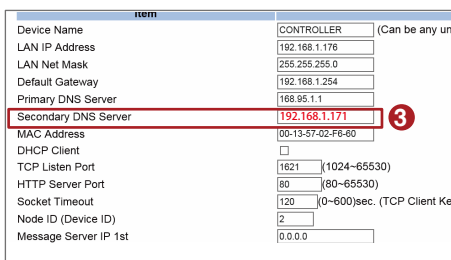 Item
Device Name CONTROLLER (Can be any un
LAN IP Address 192.168.1.176
LAN Net Mask 255.255.255.0
Default Gateway 192.168.1.254
Primary DNS Server 168.95.1.1
Secondary DNS Server 192.168.1.171 3
MAC Address 00-13-57-02-F6-60
DHCP Client
TCP Listen Port 1621 (1024~65530)
HTTP Server Port 80 (80~65530)
Socket Timeout 120 (0~600)sec. (TCP Client Ke
Node ID (Device ID) 2
Message Server IP 1st 0.0.0.0